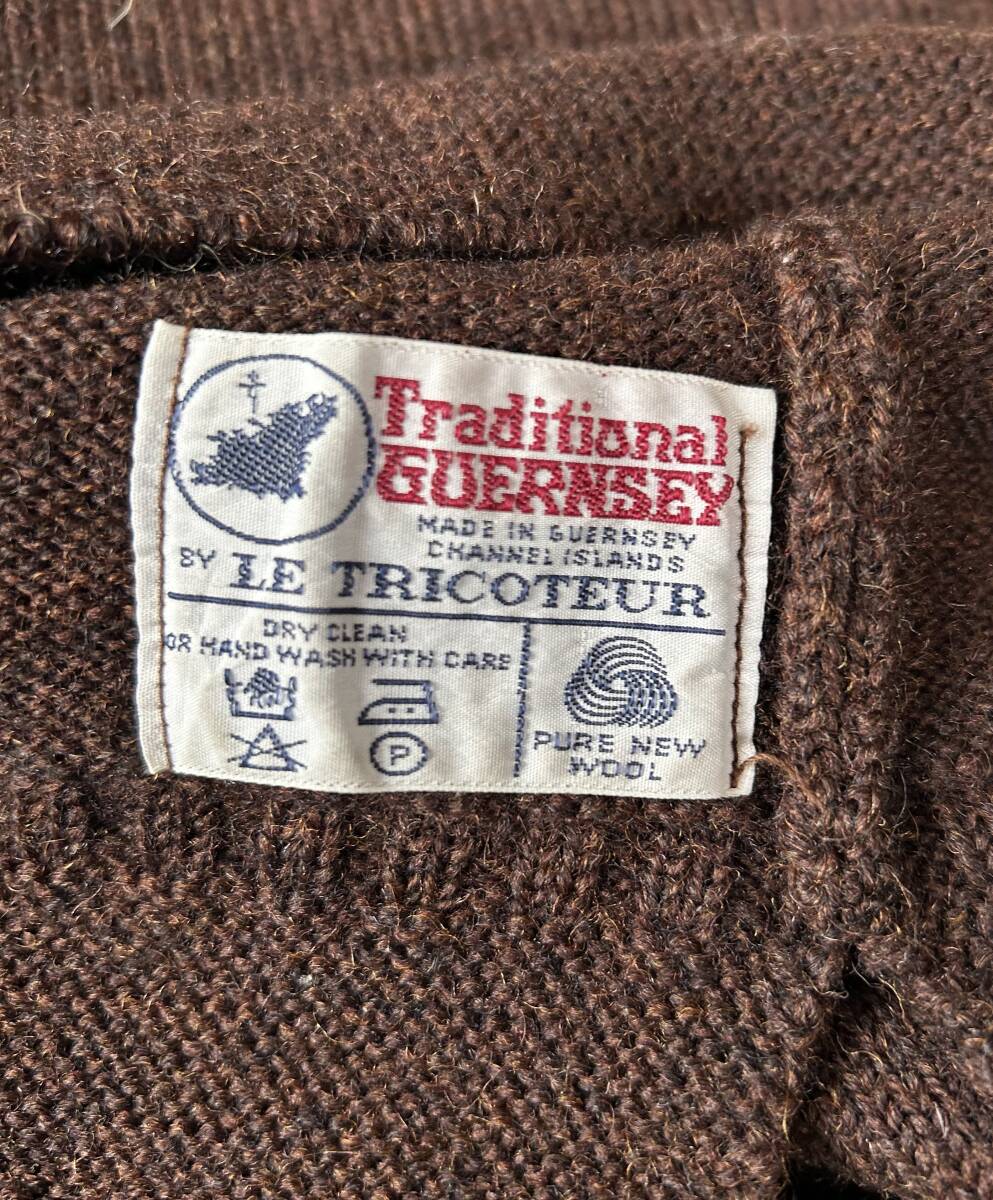 Traditional
GUERNSEY
MADE IN GUERNSEY
CHANNEL ISLANDS
BY LE TRICOTEUR
DRY CLEAN
OR HAND WASH WITH CARE
P
PURE NEW
WOOL